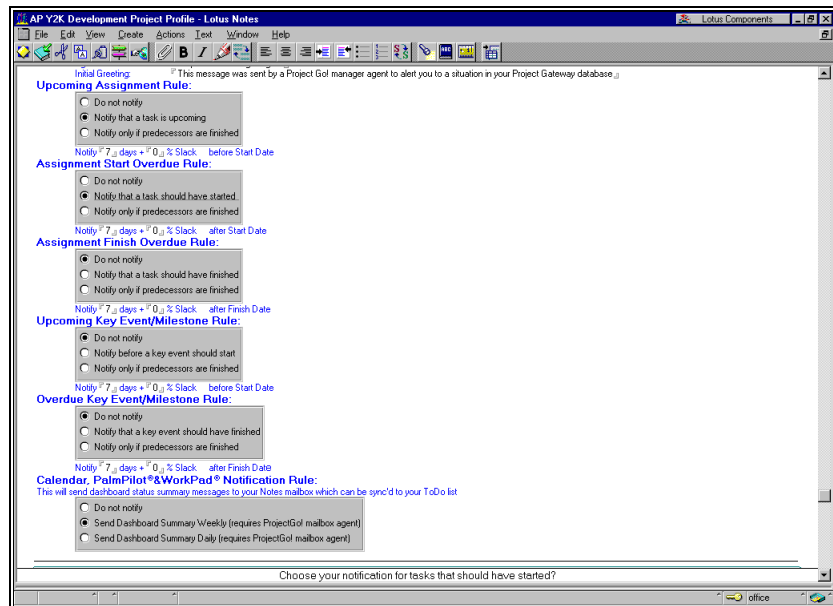 AP Y2K Development Project Profile - Lotus Notes
Lotus Components
File Edit View Create Actions Text Window Help
Initial Greeting: This message was sent by a Project Go! manager agent to alert you to a situation in your Project Gateway database
Upcoming Assignment Rule:
Do not notify
Notify that a task is upcoming
Notify only if predecessors are finished
Notify 7 days + 0 % Slack before Start Date
Assignment Start Overdue Rule:
Do not notify
Notify that a task should have started
Notify only if predecessors are finished
Notify 7 days + 0 % Slack after Start Date
Assignment Finish Overdue Rule:
Do not notify
Notify that a task should have finished
Notify only if predecessors are finished
Notify 7 days + 0 % Slack after Finish Date
Upcoming Key Event/Milestone Rule:
Do not notify
Notify before a key event should start
Notify only if predecessors are finished
Notify 7 days + 0 % Slack before Start Date
Overdue Key Event/Milestone Rule:
Do not notify
Notify that a key event should have finished
Notify only if predecessors are finished
Notify 7 days + 0 % Slack after Finish Date
Calendar, PalmPilot®&WorkPad® Notification Rule:
This will send dashboard status summary messages to your Notes mailbox which can be sync'd to your ToDo list
Do not notify
Send Dashboard Summary Weekly (requires ProjectGo! mailbox agent)
Send Dashboard Summary Daily (requires ProjectGo! mailbox agent)
Choose your notification for tasks that should have started?
office